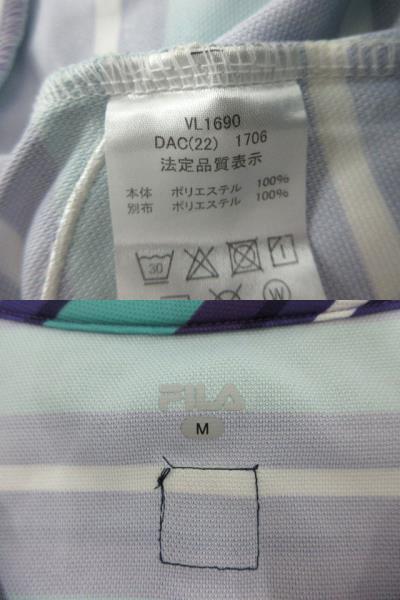 VL1690
DAC(22) 1706
法定品質表示
本体 ポリエステル 100%
別布 ポリエステル 100%
30
W
FILA
M